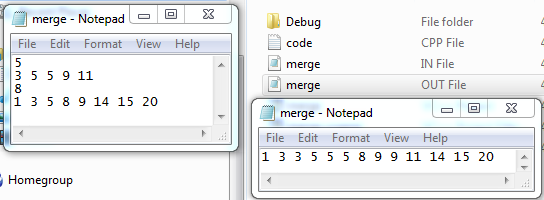 merge - Notepad
File Edit Format View Help
5
3 5 5 9 11
8
1 3 5 8 9 14 15 20
Homegroup
Debug File folder
code CPP File
merge IN File
merge OUT File
merge - Notepad
File Edit Format View Help
1 3 3 5 5 5 8 9 9 11 14 15 20